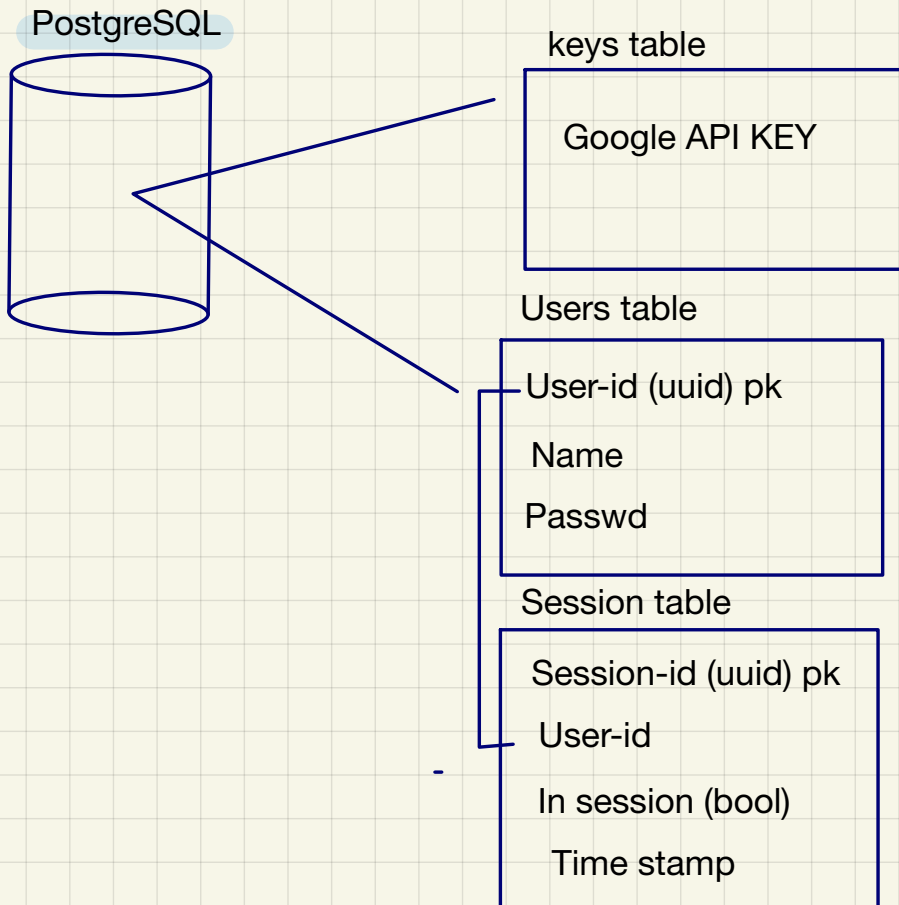 PostgreSQL
keys table
Google API KEY
Users table
User-id (uuid) pk
Name
Passwd
Session table
Session-id (uuid) pk
User-id
In session (bool)
Time stamp